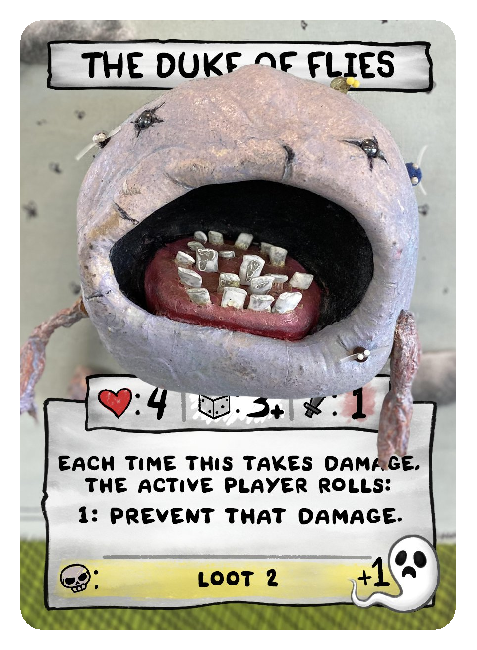 THE DUKE OF FLIES
:4 :3+ :1
EACH TIME THIS TAKES DAMAGE,
THE ACTIVE PLAYER ROLLS:
1: PREVENT THAT DAMAGE.
: LOOT 2 +1